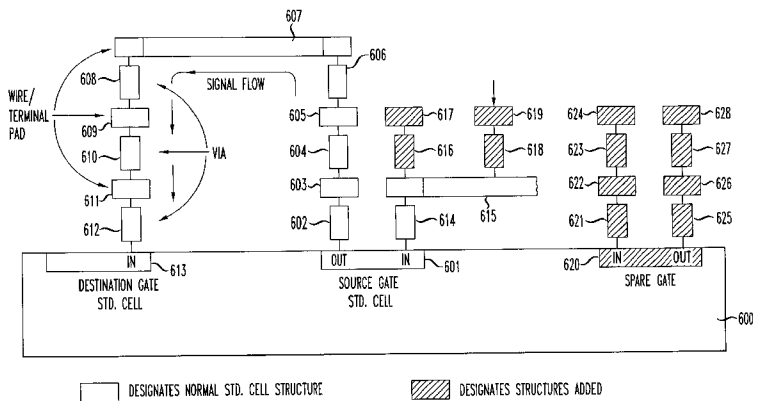 607
606
608
SIGNAL FLOW
WIRE/
TERMINAL
PAD
609
605
617
619
624
628
610
VIA
604
616
618
623
627
611
603
622
626
615
612
602
614
621
625
IN
613
OUT
IN
601
620
IN
OUT
DESTINATION GATE
STD. CELL
SOURCE GATE
STD. CELL
SPARE GATE
600
DESIGNATES NORMAL STD. CELL STRUCTURE
DESIGNATES STRUCTURES ADDED